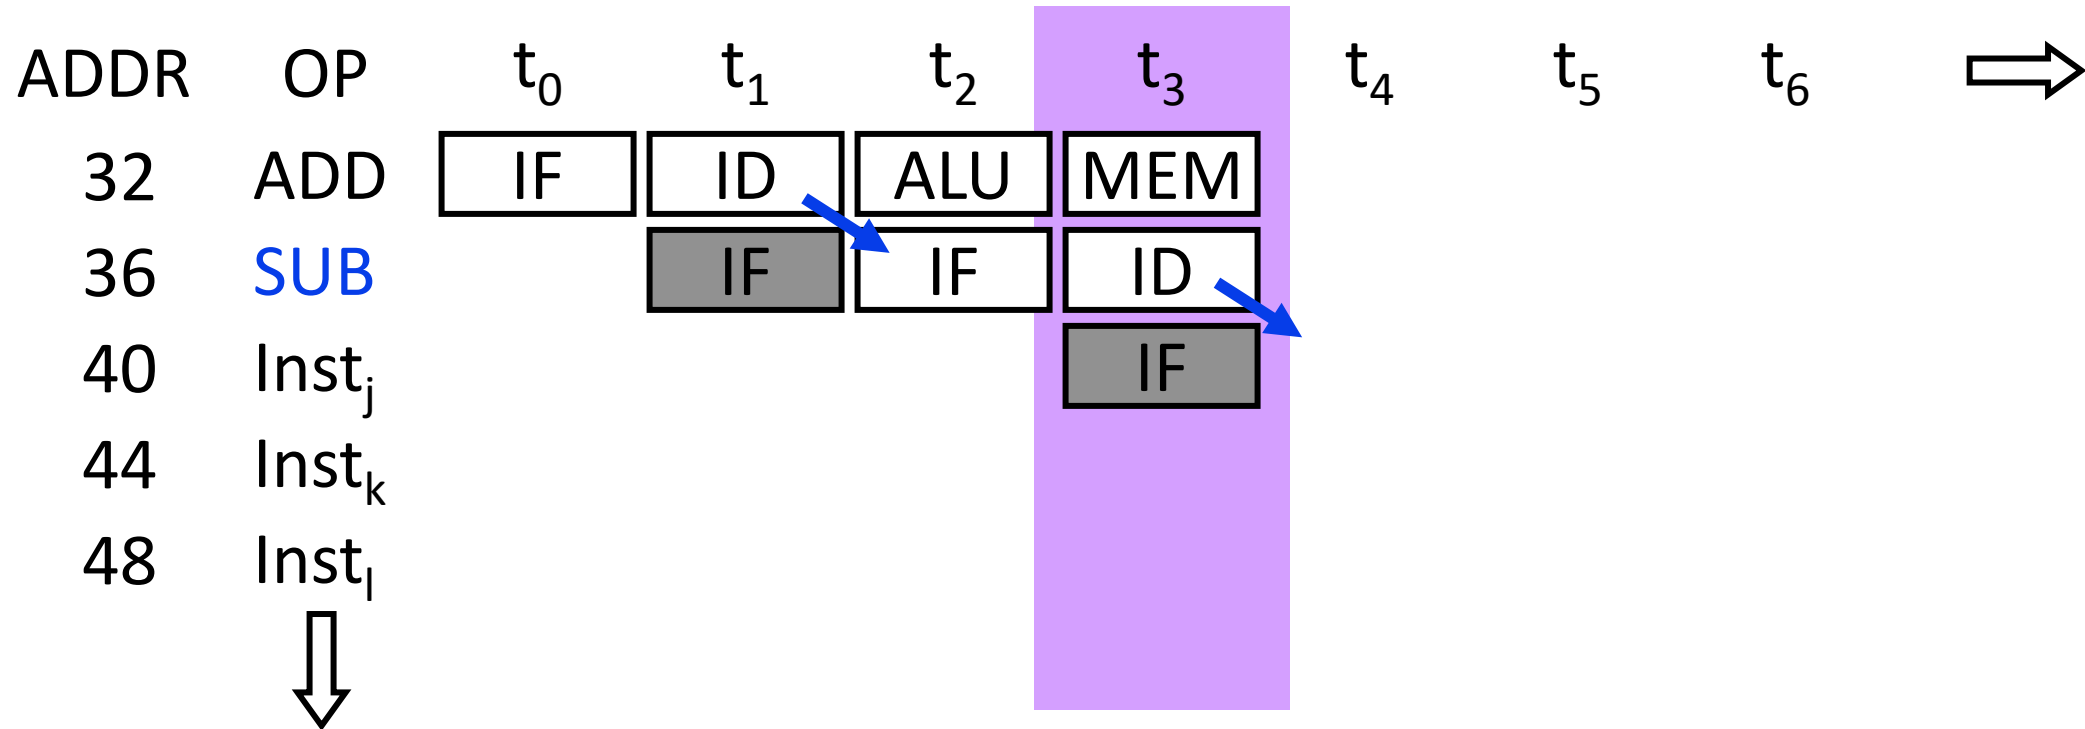 ADDR OP t0 t1 t2 t3 t4 t5 t6
32 ADD IF ID ALU MEM
36 SUB IF IF ID
40 Instj IF
44 Instk
48 Instl